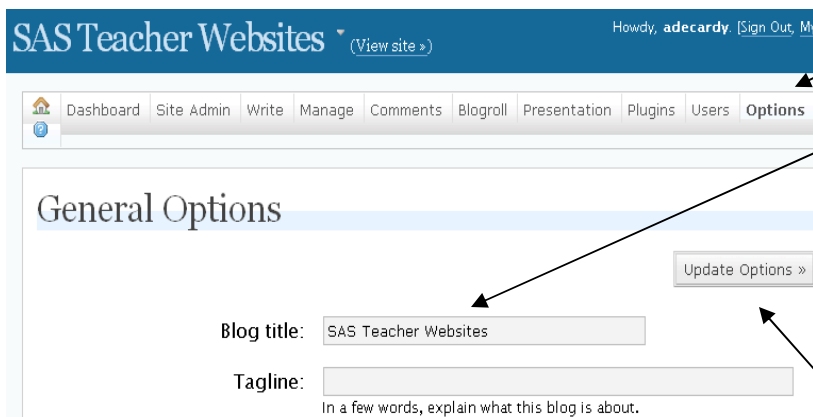 SAS Teacher Websites (View site »)
Howdy, adecardy. [Sign Out,
Dashboard Site Admin Write Manage Comments Blogroll Presentation Plugins Users Options
General Options
Update Options »
Blog title: SAS Teacher Websites
Tagline:
In a few words, explain what this blog is about.